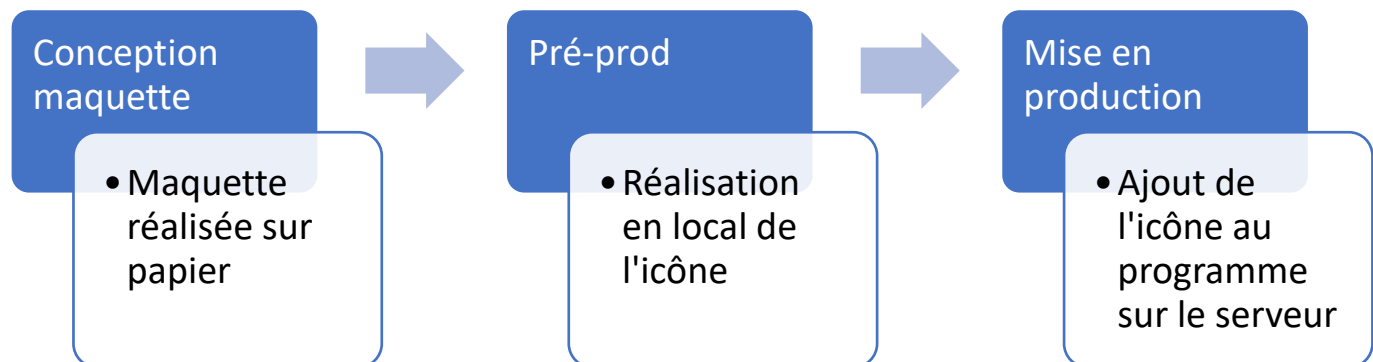 Conception
maquette
• Maquette
réalisée sur
papier
Pré-prod
• Réalisation
en local de
l'icône
Mise en
production
• Ajout de
l'icône au
programme
sur le serveur